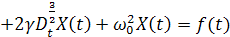 +2γD_t^{3/2}X(t) + ω_0^2X(t) = f(t)